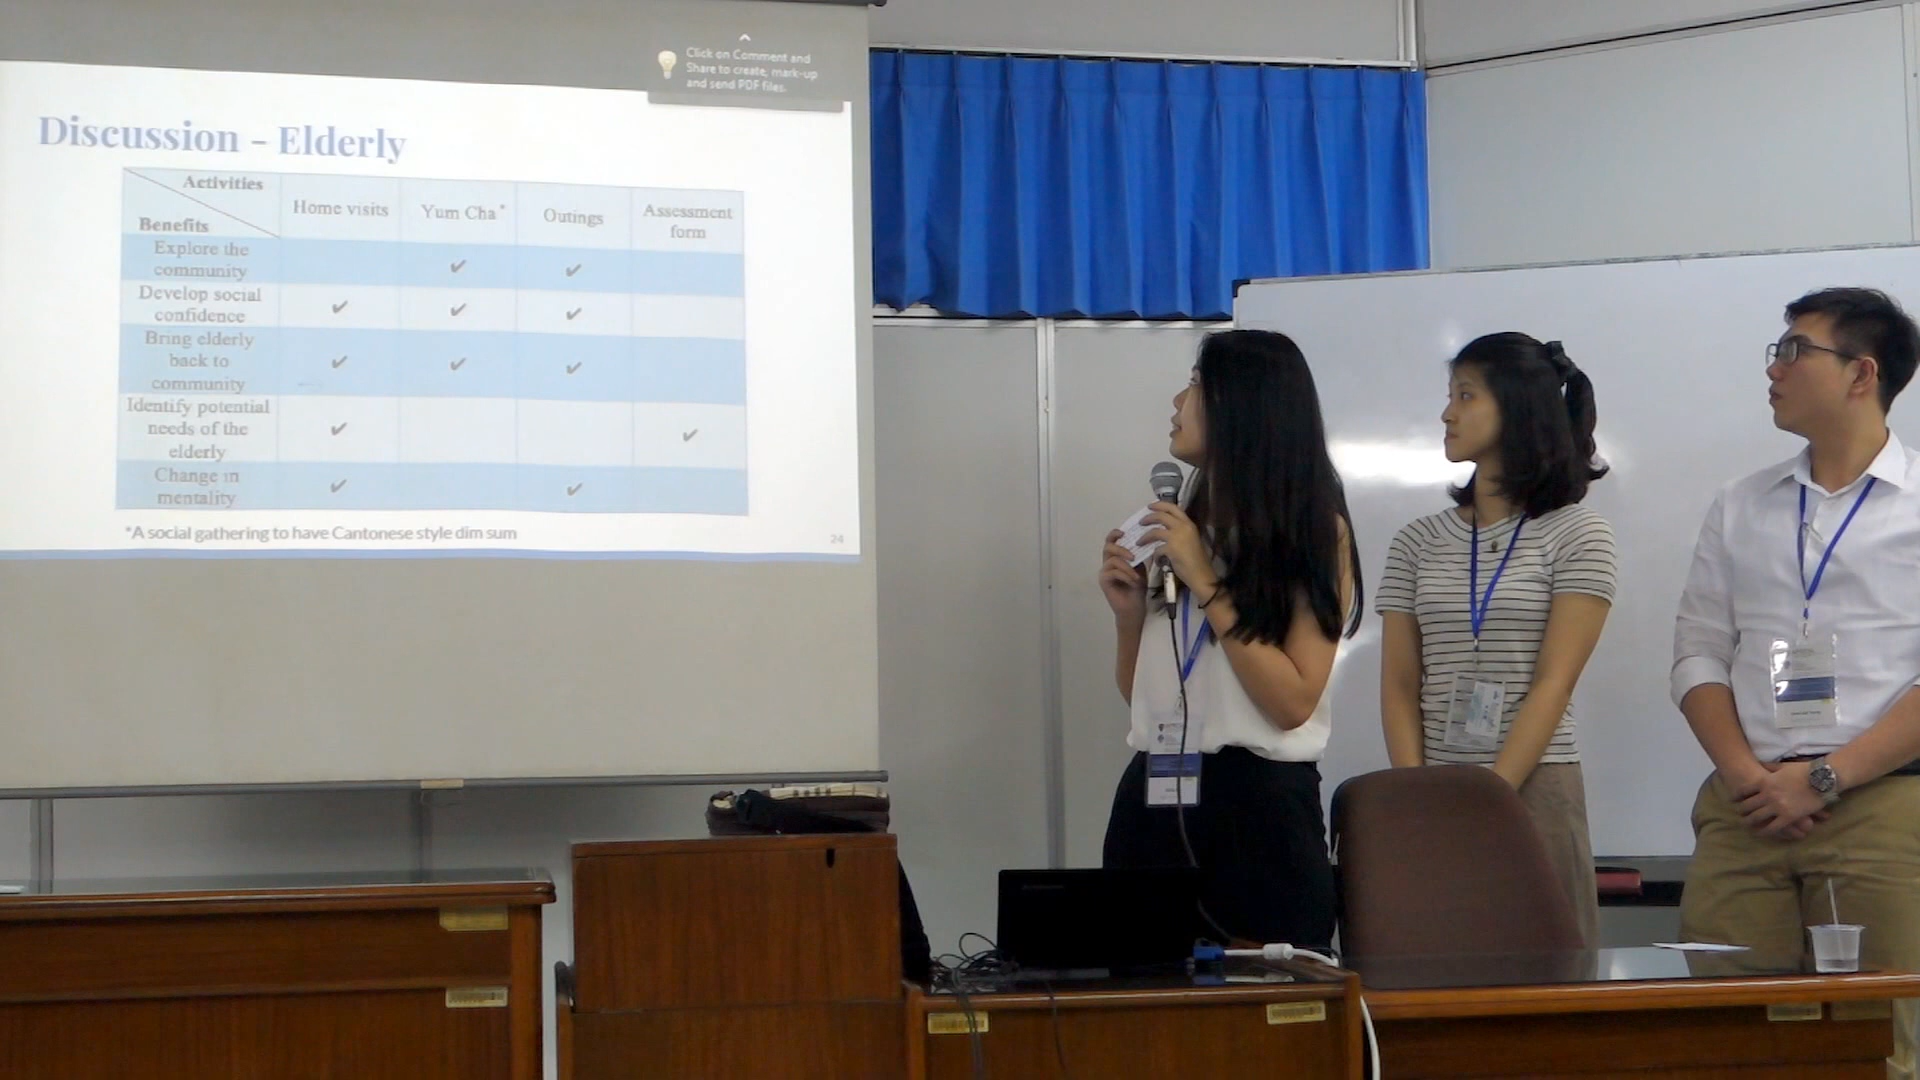 Click on Comment and
Share to create, mark-up
and send PDF files.
Discussion - Elderly
Activities
Benefits
Home visits
Yum Cha*
Outings
Assessment
form
Explore the
community
✔ ✔
Develop social
confidence
✔ ✔ ✔
Bring elderly
back to
community
✔ ✔ ✔
Identify potential
needs of the
elderly
✔ ✔
Change in
mentality
✔ ✔
*A social gathering to have Cantonese style dim sum
24